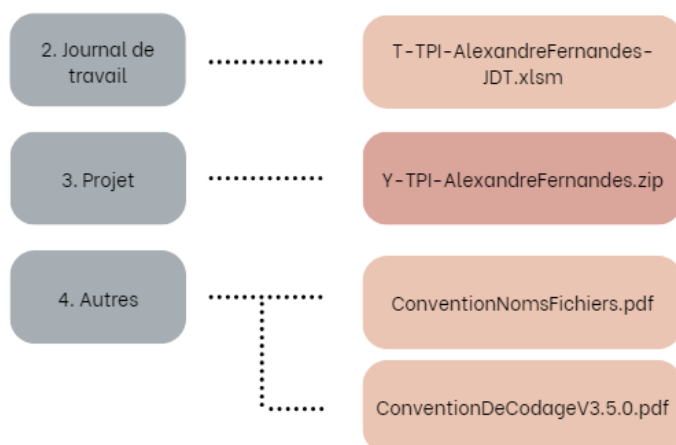 2. Journal de
travail
T-TPI-AlexandreFernandes-
JDT.xlsm
3. Projet
Y-TPI-AlexandreFernandes.zip
4. Autres
ConventionNomsFichiers.pdf
ConventionDeCodageV3.5.0.pdf